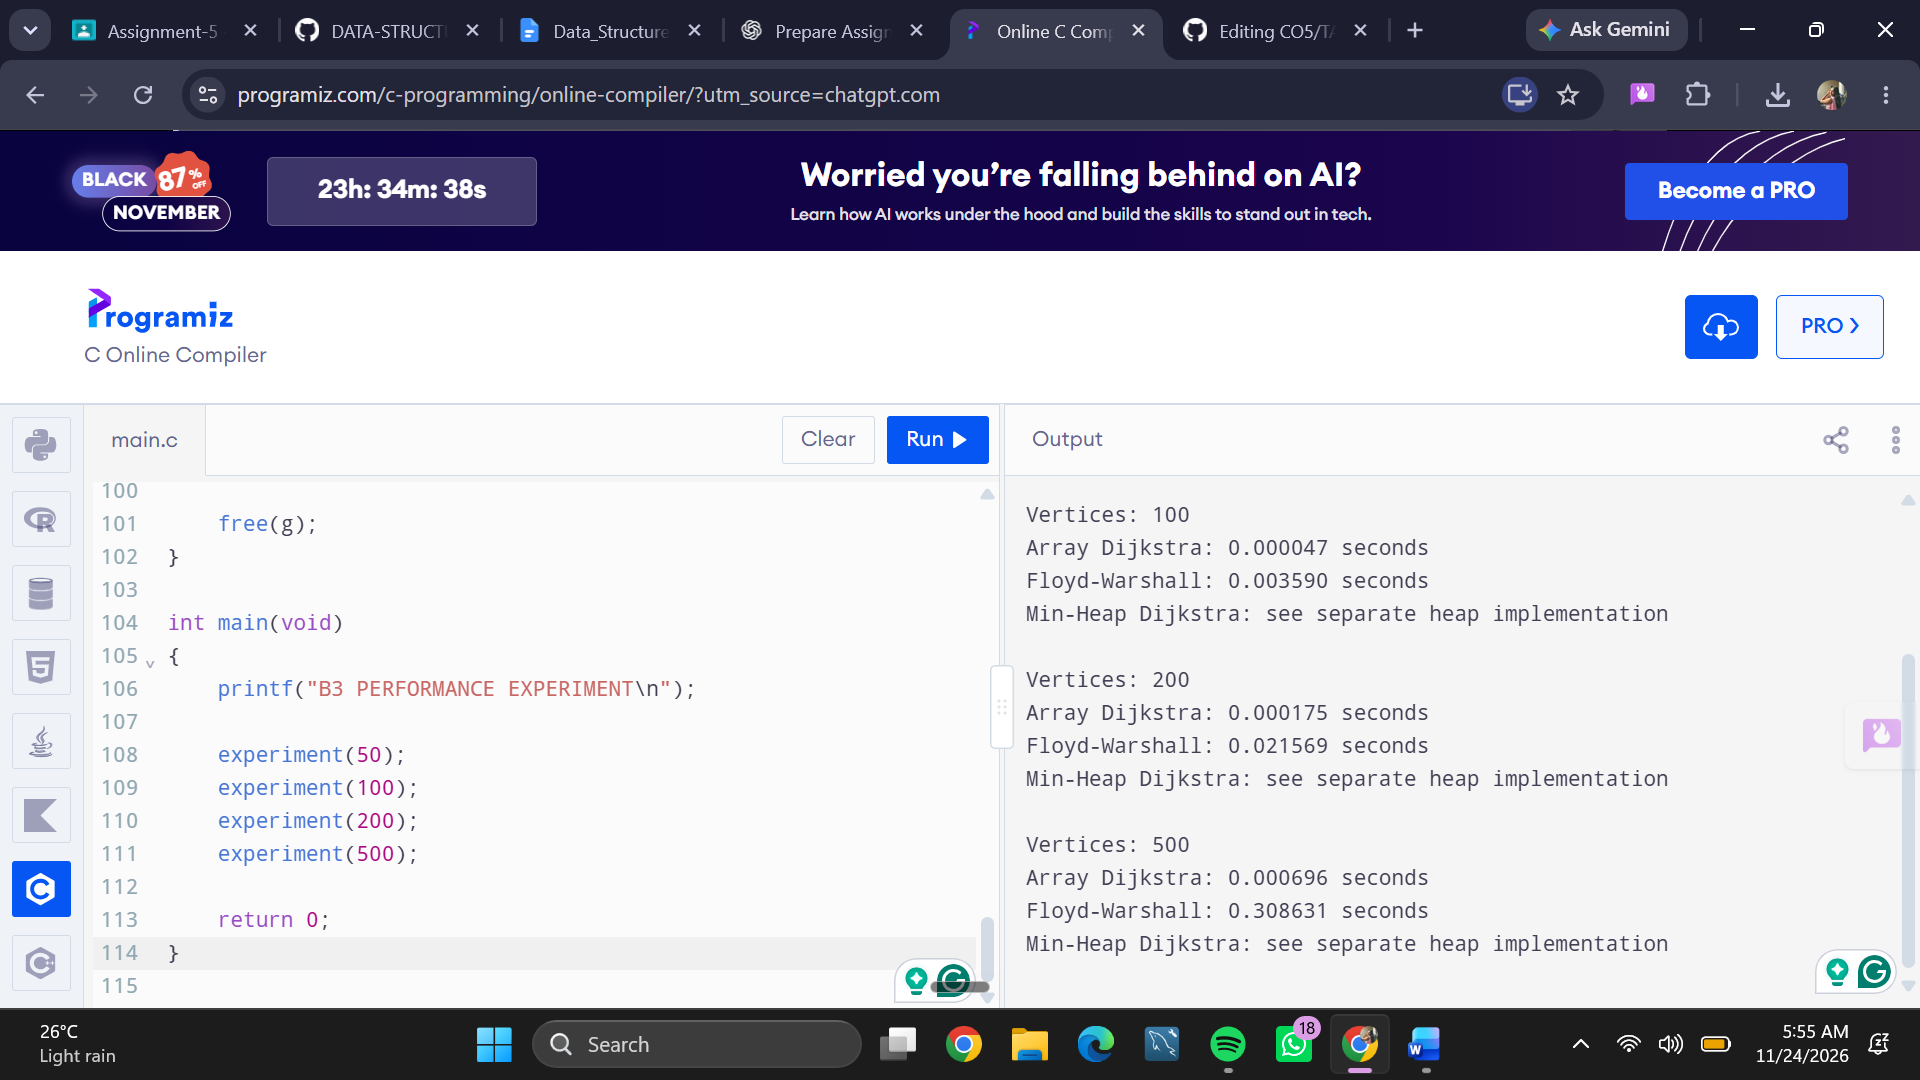 Assignment-5
DATA-STRUCT
Data_Structure
Prepare Assign
Online C Comp
Editing CO5/TA
Ask Gemini
programiz.com/c-programming/online-compiler/?utm_source=chatgpt.com
BLACK 87% OFF
NOVEMBER
23h: 34m: 38s
Worried you’re falling behind on AI?
Learn how AI works under the hood and build the skills to stand out in tech.
Become a PRO
Programiz
C Online Compiler
PRO
main.c
Clear
Run
Output
100
101 free(g);
102 }
103
104 int main(void)
105 {
106 printf("B3 PERFORMANCE EXPERIMENT\n");
107
108 experiment(50);
109 experiment(100);
110 experiment(200);
111 experiment(500);
112
113 return 0;
114 }
115
Vertices: 100
Array Dijkstra: 0.000047 seconds
Floyd-Warshall: 0.003590 seconds
Min-Heap Dijkstra: see separate heap implementation
Vertices: 200
Array Dijkstra: 0.000175 seconds
Floyd-Warshall: 0.021569 seconds
Min-Heap Dijkstra: see separate heap implementation
Vertices: 500
Array Dijkstra: 0.000696 seconds
Floyd-Warshall: 0.308631 seconds
Min-Heap Dijkstra: see separate heap implementation
26°C
Light rain
Search
18
5:55 AM
11/24/2026